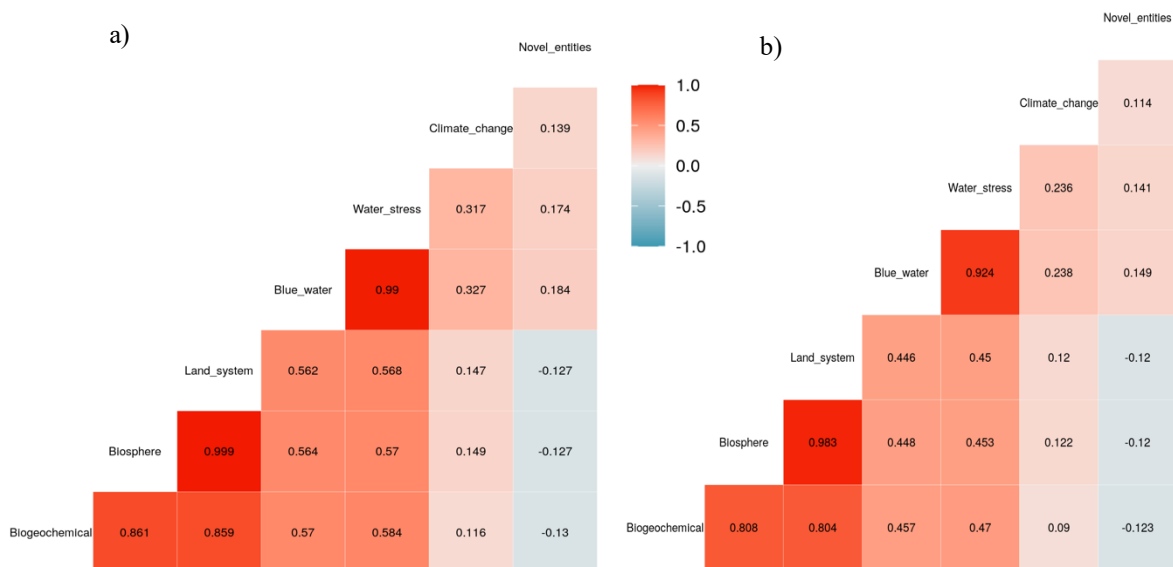 a)
Novel_entities
Climate_change 0.139
Water_stress 0.317 0.174
Blue_water 0.99 0.327 0.184
Land_system 0.562 0.568 0.147 -0.127
Biosphere 0.999 0.564 0.57 0.149 -0.127
Biogeochemical 0.861 0.859 0.57 0.584 0.116 -0.13
1.0
0.5
0.0
-0.5
-1.0
b)
Novel_entities
Climate_change 0.114
Water_stress 0.236 0.141
Blue_water 0.924 0.238 0.149
Land_system 0.446 0.45 0.12 -0.12
Biosphere 0.983 0.448 0.453 0.122 -0.12
Biogeochemical 0.808 0.804 0.457 0.47 0.09 -0.123